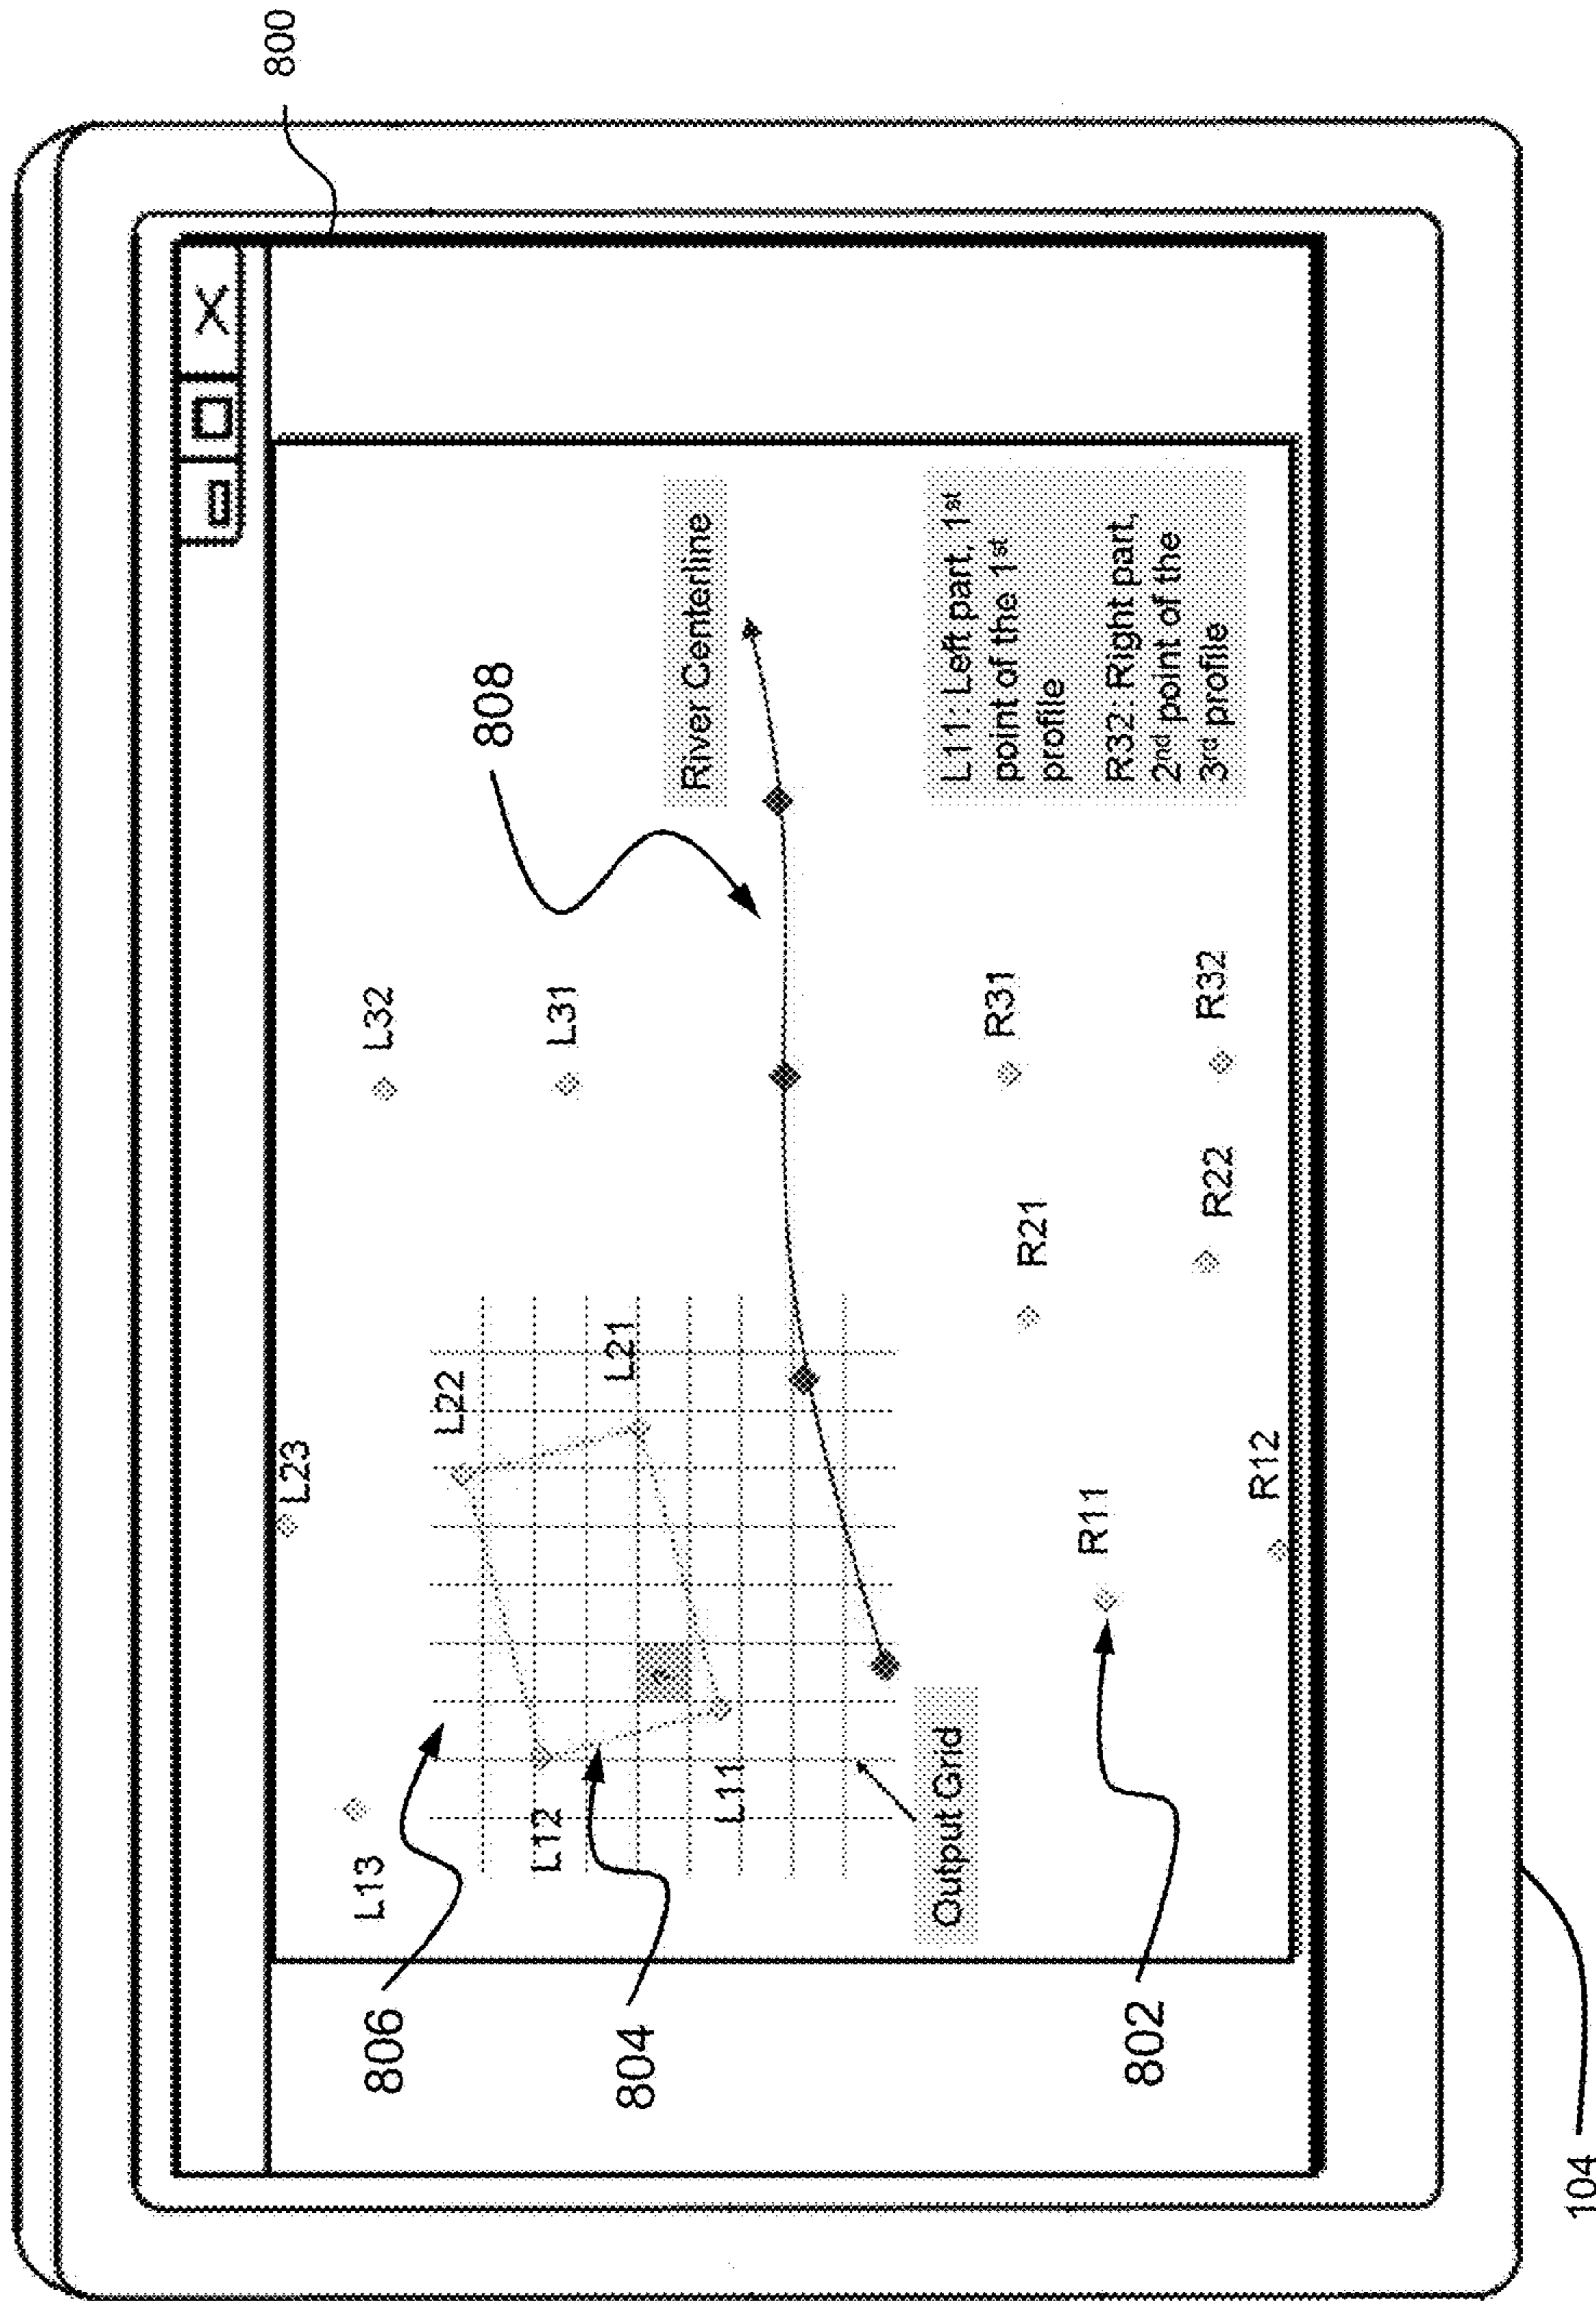 800
X
L23
L13
L22
L32
L12
L21
L31
L11
808
River Centerline
806
804
Output Grid
R11
R21
R31
L11: Left part, 1st
point of the 1st
profile
R12
R22
R32
R32: Right part,
2nd point of the
3rd profile
802
104